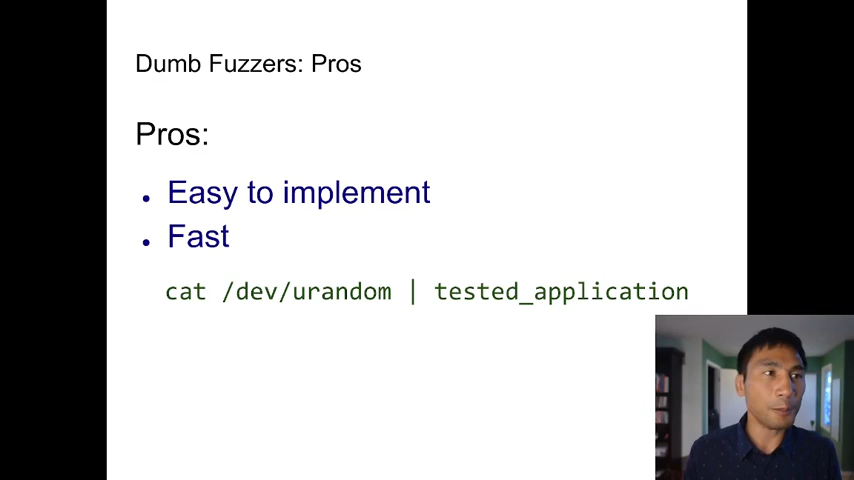 Dumb Fuzzers: Pros
Pros:
• Easy to implement
• Fast
cat /dev/urandom | tested_application